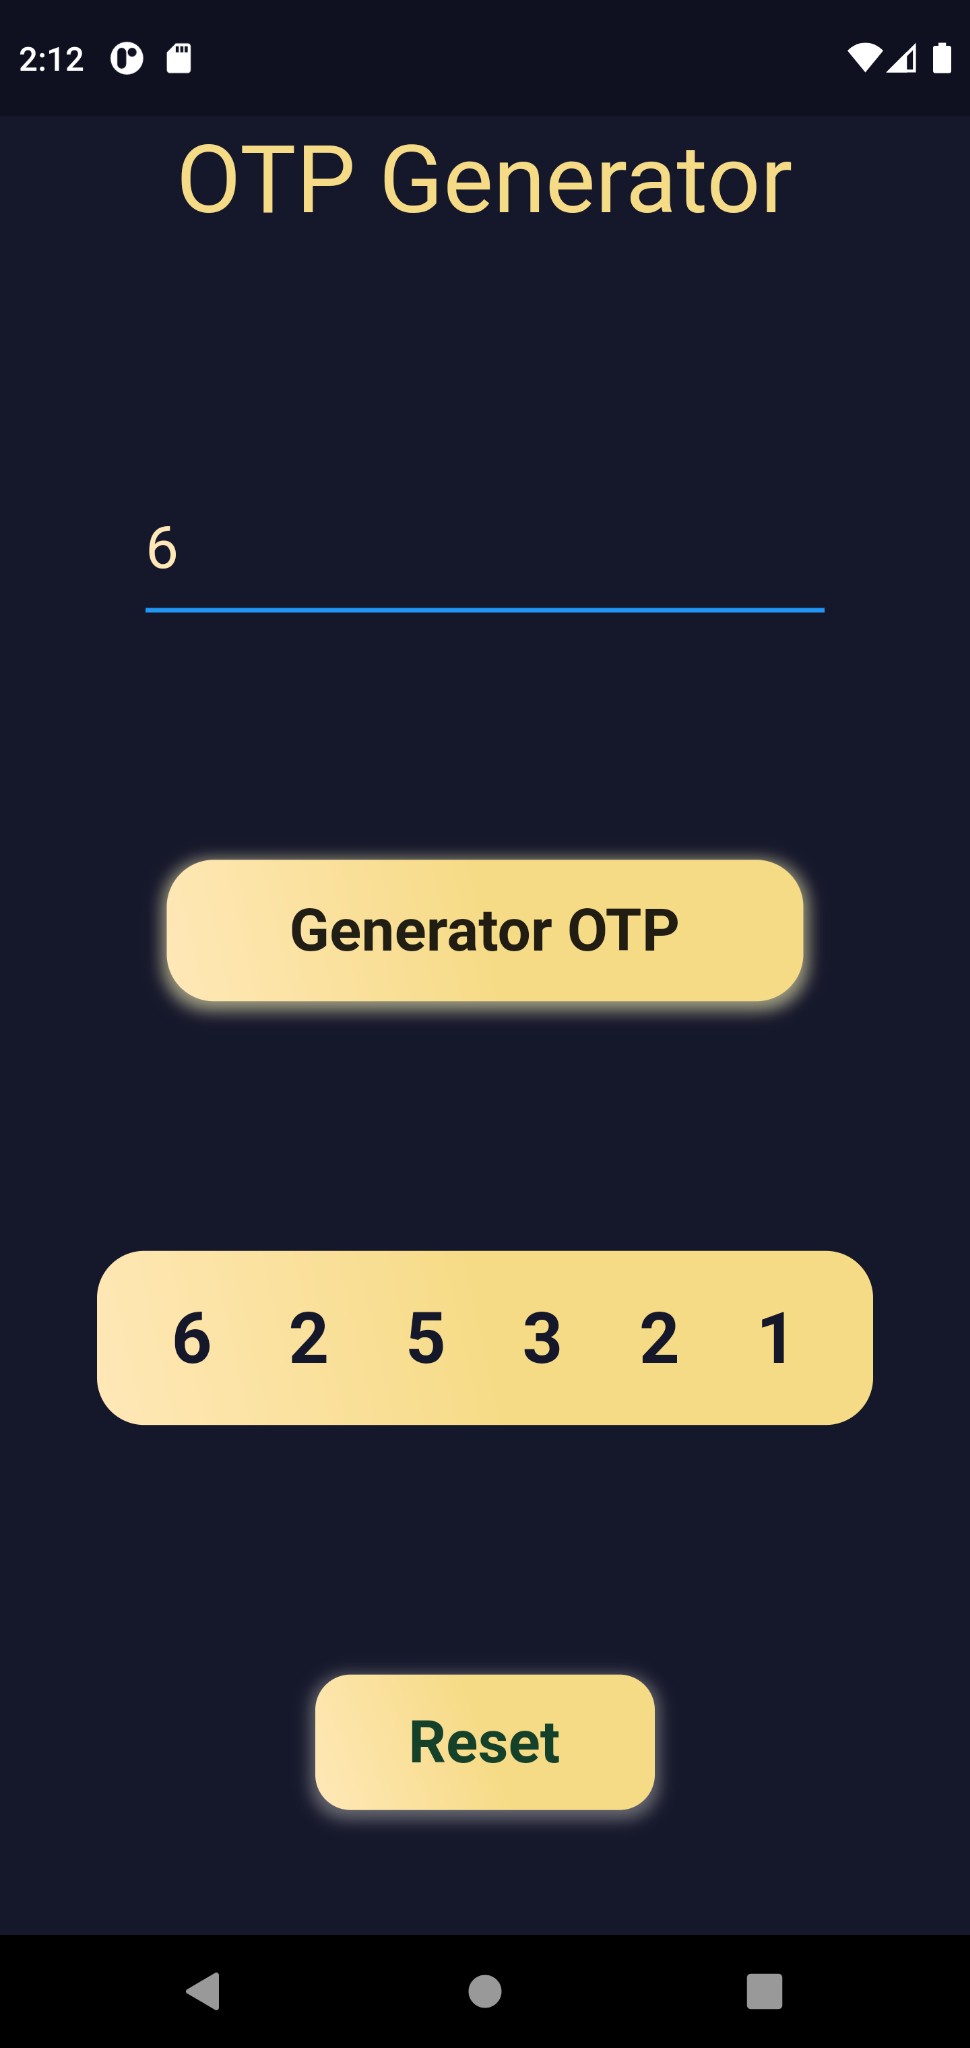 2:12
OTP Generator
6
Generator OTP
6 2 5 3 2 1
Reset